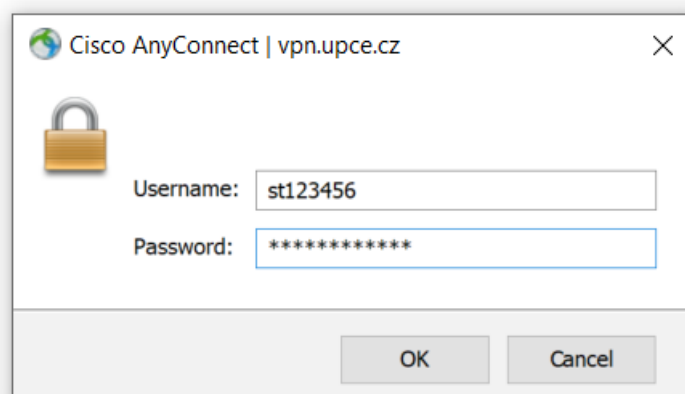 Cisco AnyConnect | vpn.upce.cz
Username: st123456
Password: ************
OK Cancel